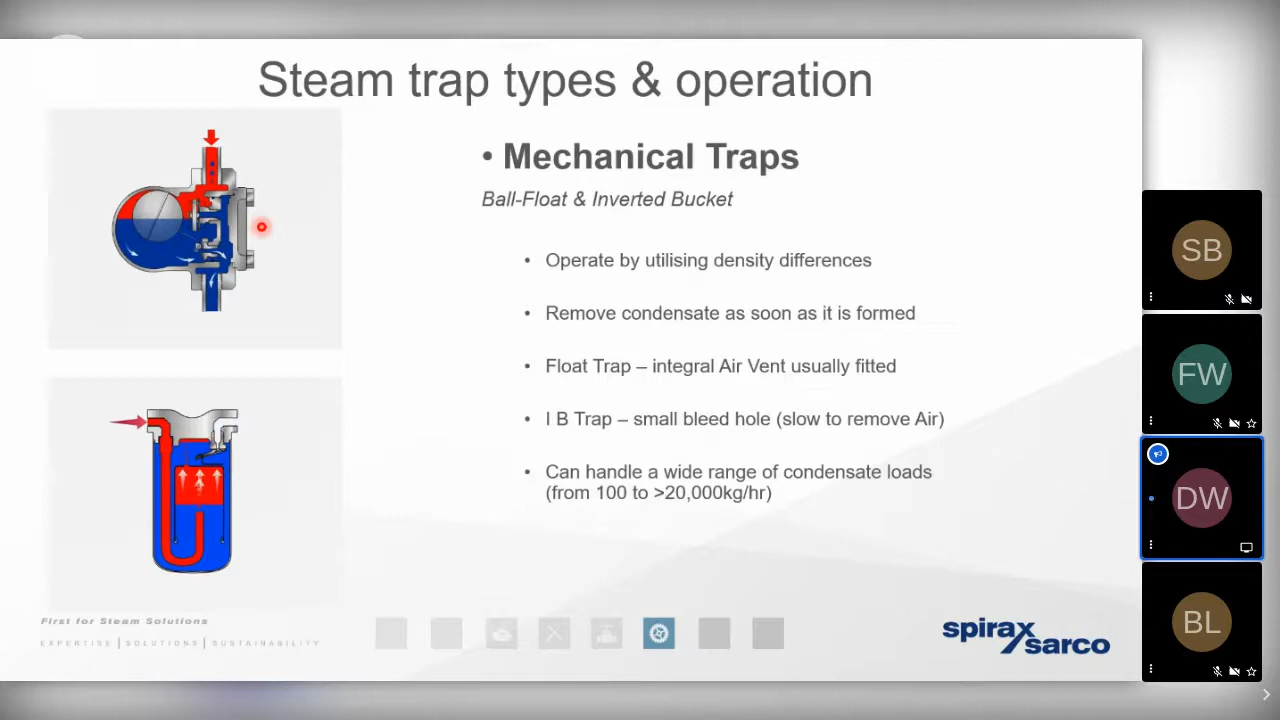 Steam trap types & operation
• Mechanical Traps
Ball-Float & Inverted Bucket
• Operate by utilising density differences
• Remove condensate as soon as it is formed
• Float Trap – integral Air Vent usually fitted
• I B Trap – small bleed hole (slow to remove Air)
• Can handle a wide range of condensate loads
(from 100 to >20,000kg/hr)
First for Steam Solutions
EXPERTISE | SOLUTIONS | SUSTAINABILITY
spirax
sarco
SB
FW
DW
BL